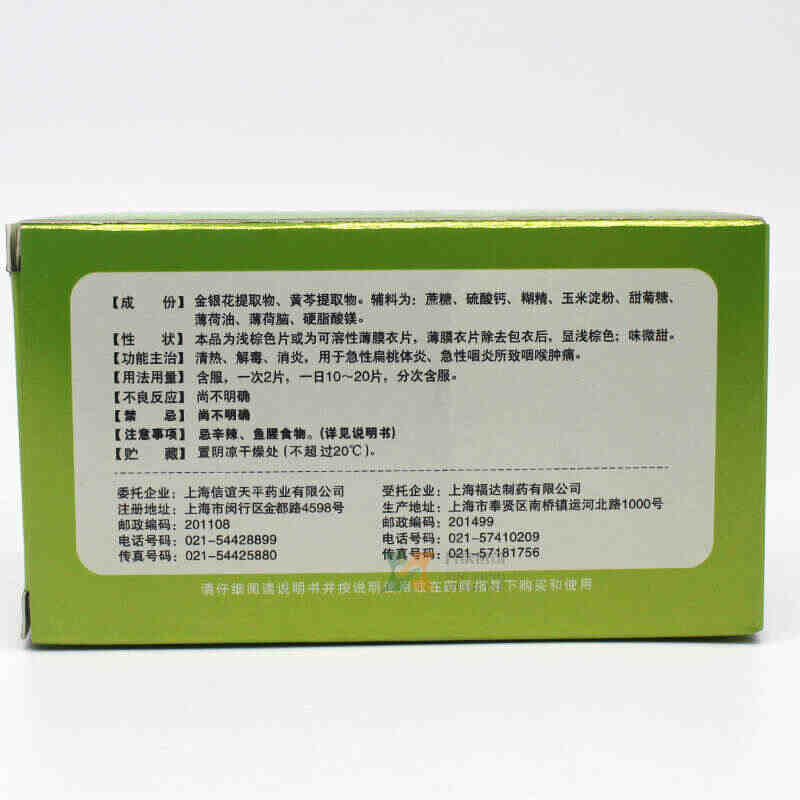 【成　份】金银花提取物、黄芩提取物。辅料为：蔗糖、硫酸钙、糊精、玉米淀粉、甜菊糖、
薄荷油、薄荷脑、硬脂酸镁。
【性　状】本品为浅棕色片或为可溶性薄膜衣片，薄膜衣片除去包衣后，显浅棕色；味微甜。
【功能主治】清热、解毒、消炎，用于急性扁桃体炎、急性咽炎所致咽喉肿痛。
【用法用量】含服，一次2片，一日10～20片，分次含服。
【不良反应】尚不明确
【禁　忌】尚不明确
【注意事项】忌辛辣、鱼腥食物。(详见说明书)
【贮　藏】置阴凉干燥处(不超过20℃)。
委托企业：上海信谊天平药业有限公司
注册地址：上海市闵行区金都路4598号
邮政编码：201108
电话号码：021-54428899
传真号码：021-54425880
受托企业：上海福达制药有限公司
生产地址：上海市奉贤区南桥镇运河北路1000号
邮政编码：201499
电话号码：021-57410209
传真号码：021-57181756
请仔细阅读说明书并按说明使用或在药师指导下购买和使用